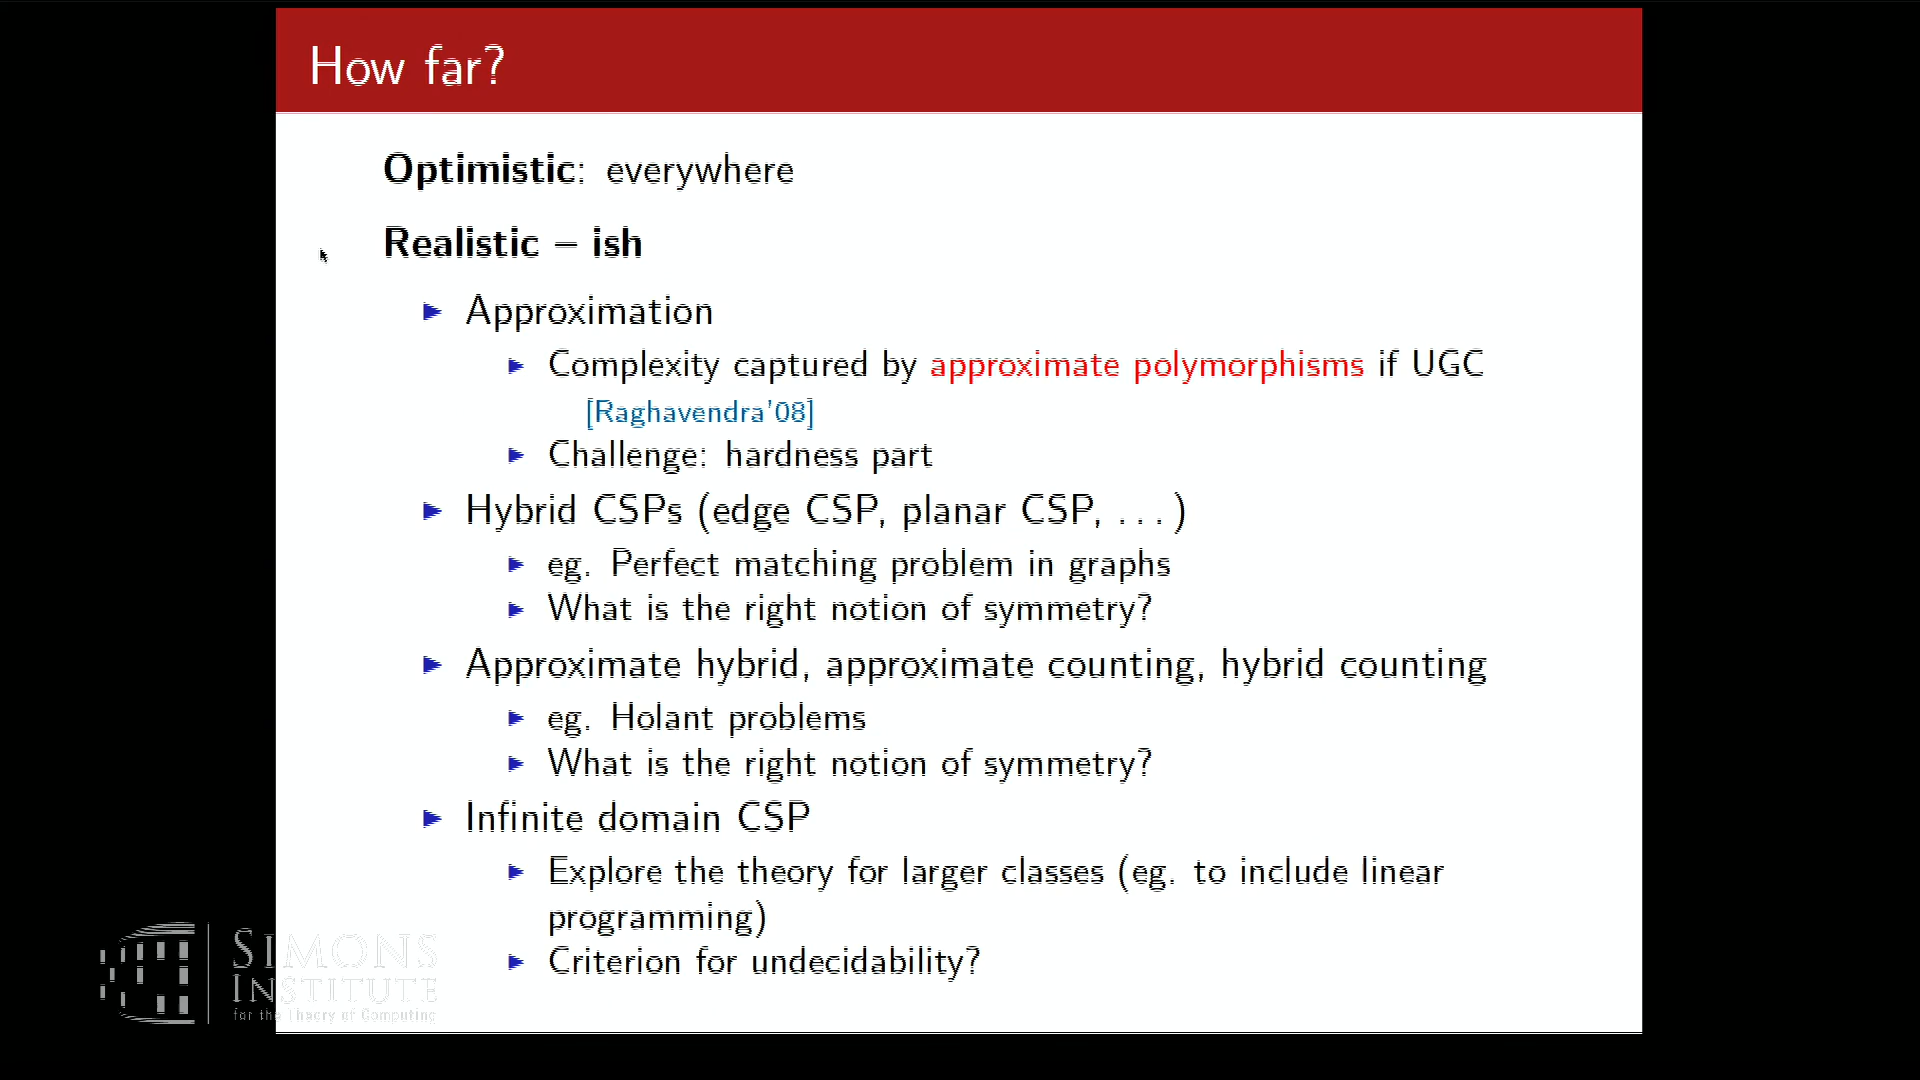 How far?
Optimistic: everywhere
Realistic – ish
Approximation
Complexity captured by approximate polymorphisms if UGC
[Raghavendra'08]
Challenge: hardness part
Hybrid CSPs (edge CSP, planar CSP, ...)
eg. Perfect matching problem in graphs
What is the right notion of symmetry?
Approximate hybrid, approximate counting, hybrid counting
eg. Holant problems
What is the right notion of symmetry?
Infinite domain CSP
Explore the theory for larger classes (eg. to include linear
programming)
Criterion for undecidability?
SIMONS
INSTITUTE
for the Theory of Computing